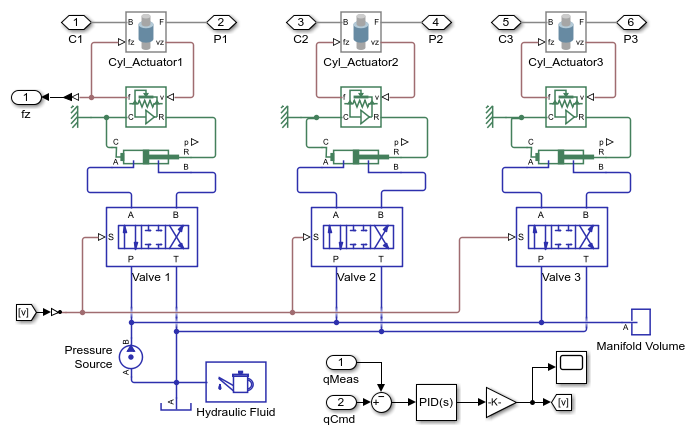 1 B F 2 3 B F 4 5 B F 6
C1 fz vz P1 C2 fz vz P2 C3 fz vz P3
Cyl_Actuator1 Cyl_Actuator2 Cyl_Actuator3
1 f v f v f v
fz C R C R C R
C p C p C p
A R A R A R
B B B
A B A B A B
S S S
P T P T P T
Valve 1 Valve 2 Valve 3
[v]
A
Manifold Volume
Pressure
Source
B
A
1
qMeas
A
Hydraulic Fluid
2
qCmd
+
−
PID(s)
-K-
[v]